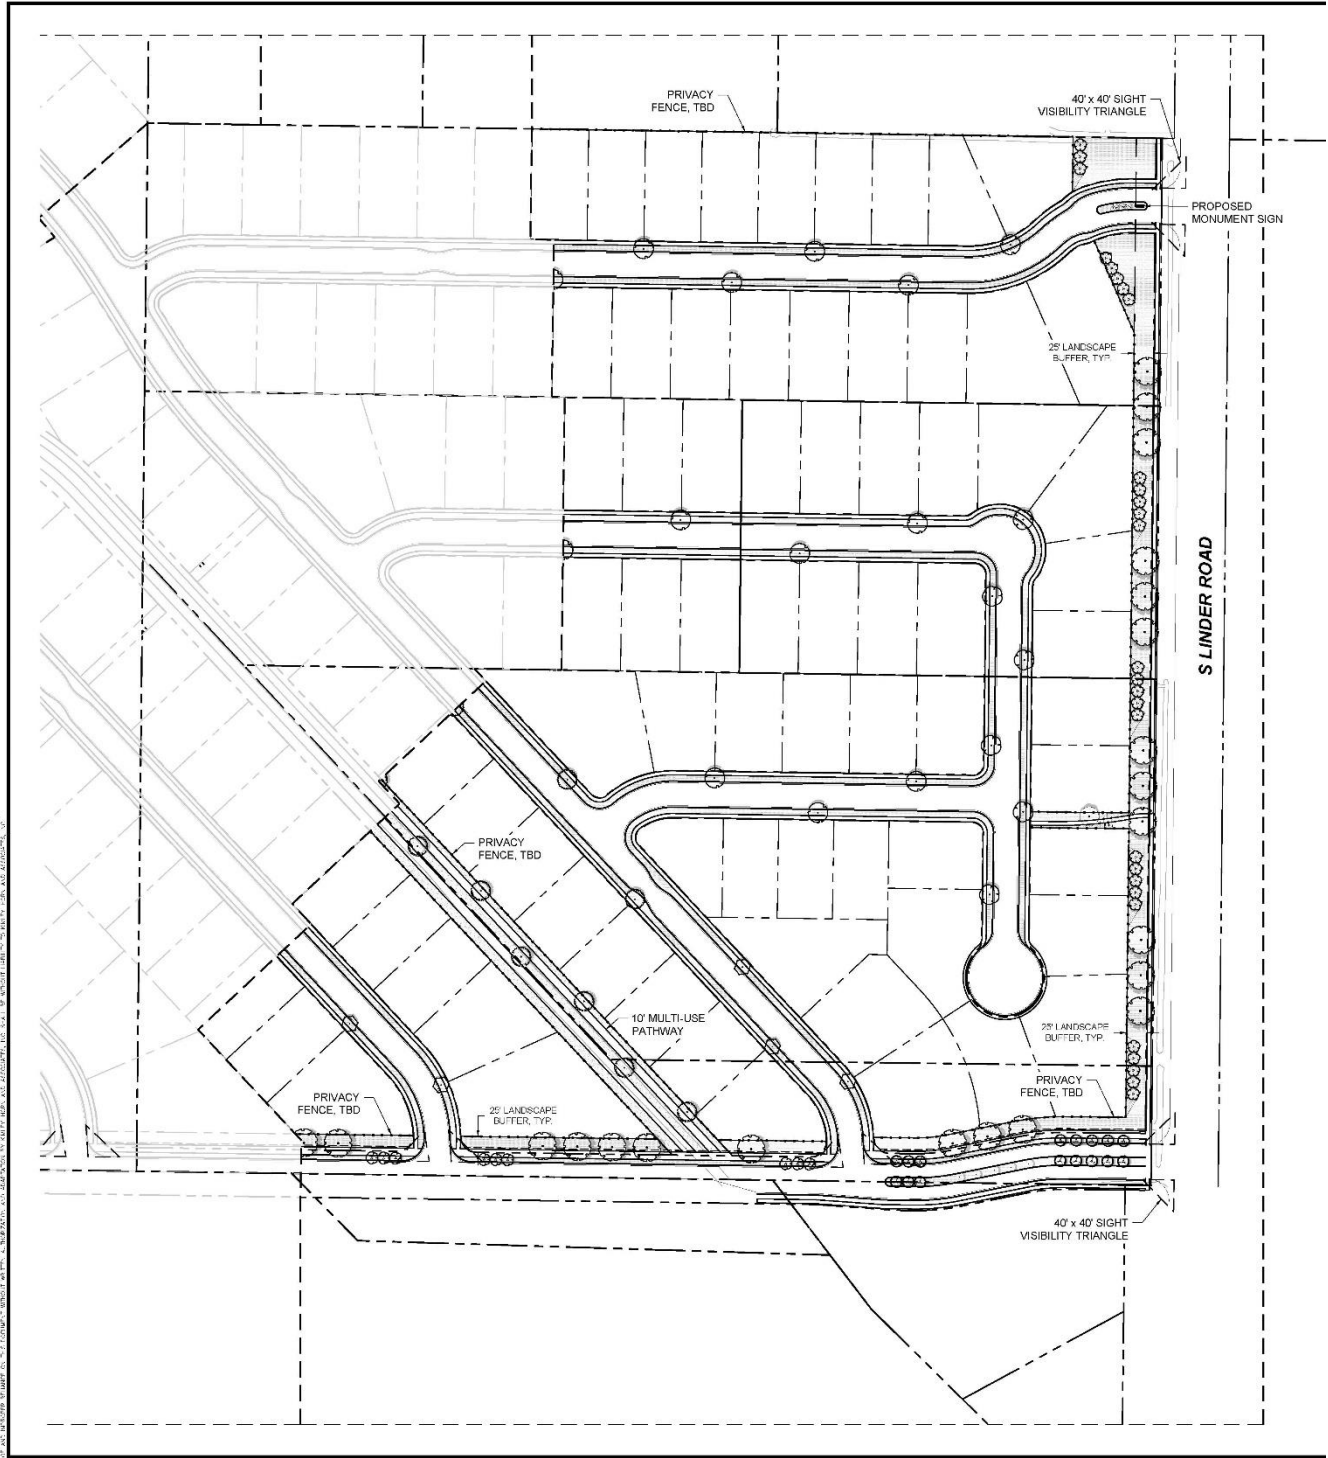 PRIVACY
FENCE, TBD
40' x 40' SIGHT
VISIBILITY TRIANGLE
PROPOSED
MONUMENT SIGN
25' LANDSCAPE
BUFFER, TYP.
S LINDER ROAD
PRIVACY
FENCE, TBD
10' MULTI-USE
PATHWAY
25' LANDSCAPE
BUFFER, TYP.
PRIVACY
FENCE, TBD
PRIVACY
FENCE, TBD
25' LANDSCAPE
BUFFER, TYP.
40' x 40' SIGHT
VISIBILITY TRIANGLE